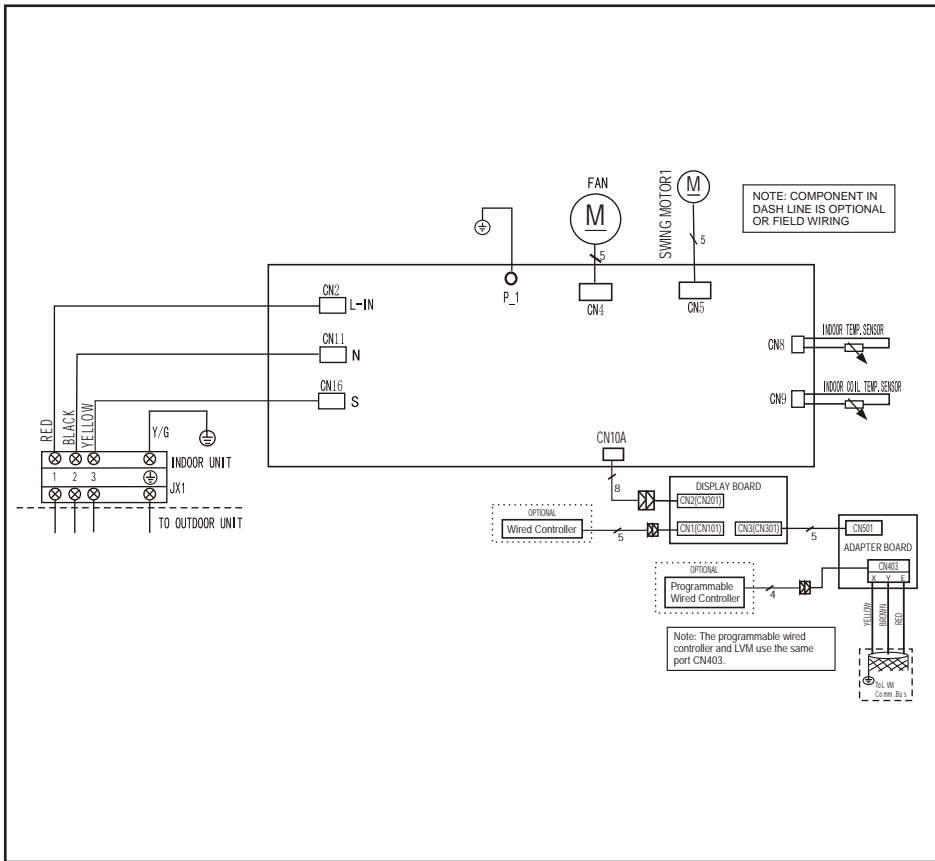 FAN
M
SWING MOTOR1
M
NOTE: COMPONENT IN
DASH LINE IS OPTIONAL
OR FIELD WIRING
5
5
P_1
CN4
CN5
CN2
L-IN
CN11
N
CN16
S
CN8
INDOOR TEMP.SENSOR
CN9
INDOOR COIL TEMP.SENSOR
RED
BLACK
YELLOW
Y/G
INDOOR UNIT
1 2 3
JX1
TO OUTDOOR UNIT
CN10A
8
DISPLAY BOARD
CN2(CN201)
CN1(CN101)
CN3(CN301)
OPTIONAL
Wired Controller
5
5
CN501
ADAPTER BOARD
CN403
X Y E
OPTIONAL
Programmable
Wired Controller
4
YELLOW
BROWN
RED
Note: The programmable wired
controller and LVM use the same
port CN403.
ToL VM
Comm.Bus